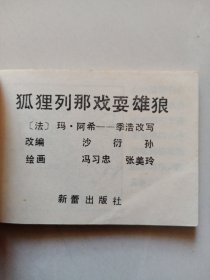 狐狸列那戏耍雄狼
〔法〕玛·阿希——季浩改写
改编 沙衍孙
绘画 冯习忠 张美玲
新蕾出版社